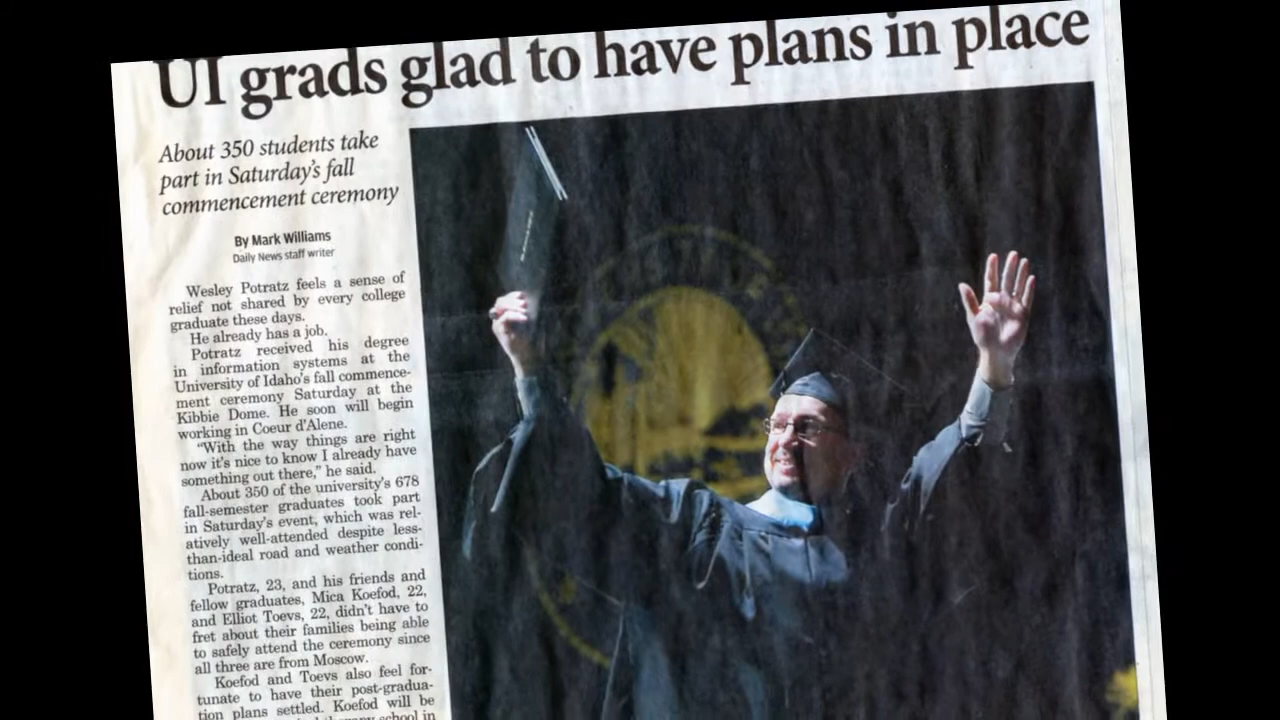 UI grads glad to have plans in place
About 350 students take
part in Saturday's fall
commencement ceremony
By Mark Williams
Daily News staff writer
Wesley Potratz feels a sense of
relief not shared by every college
graduate these days.
He already has a job.
Potratz received his degree
in information systems at the
University of Idaho's fall commence-
ment ceremony Saturday at the
Kibbie Dome. He soon will begin
working in Coeur d'Alene.
"With the way things are right
now it's nice to know I already have
something out there," he said.
About 350 of the university's 678
fall-semester graduates took part
in Saturday's event, which was rel-
atively well-attended despite less-
than-ideal road and weather condi-
tions.
Potratz, 23, and his friends and
fellow graduates, Mica Koefod, 22,
and Elliot Toevs, 22, didn't have to
fret about their families being able
to safely attend the ceremony since
all three are from Moscow.
Koefod and Toevs also feel for-
tunate to have their post-gradua-
tion plans settled. Koefod will be
school in